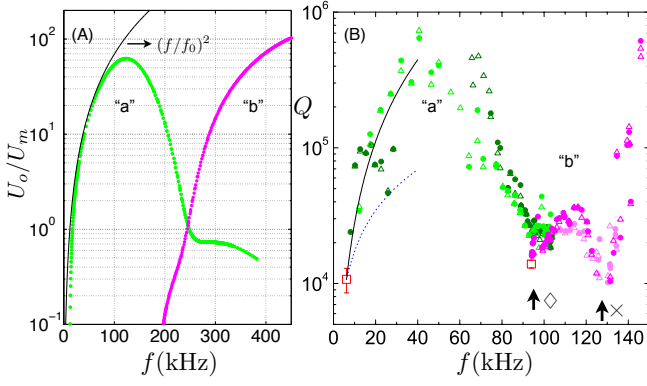 (A)
(f/f₀)²
"a"
"b"
U_o/U_m
10²
10¹
10⁰
10⁻¹
0 100 200 300 400
f(kHz)
(B)
"a"
"b"
Q
10⁶
10⁵
10⁴
0 20 40 60 80 100 120 140
f(kHz)